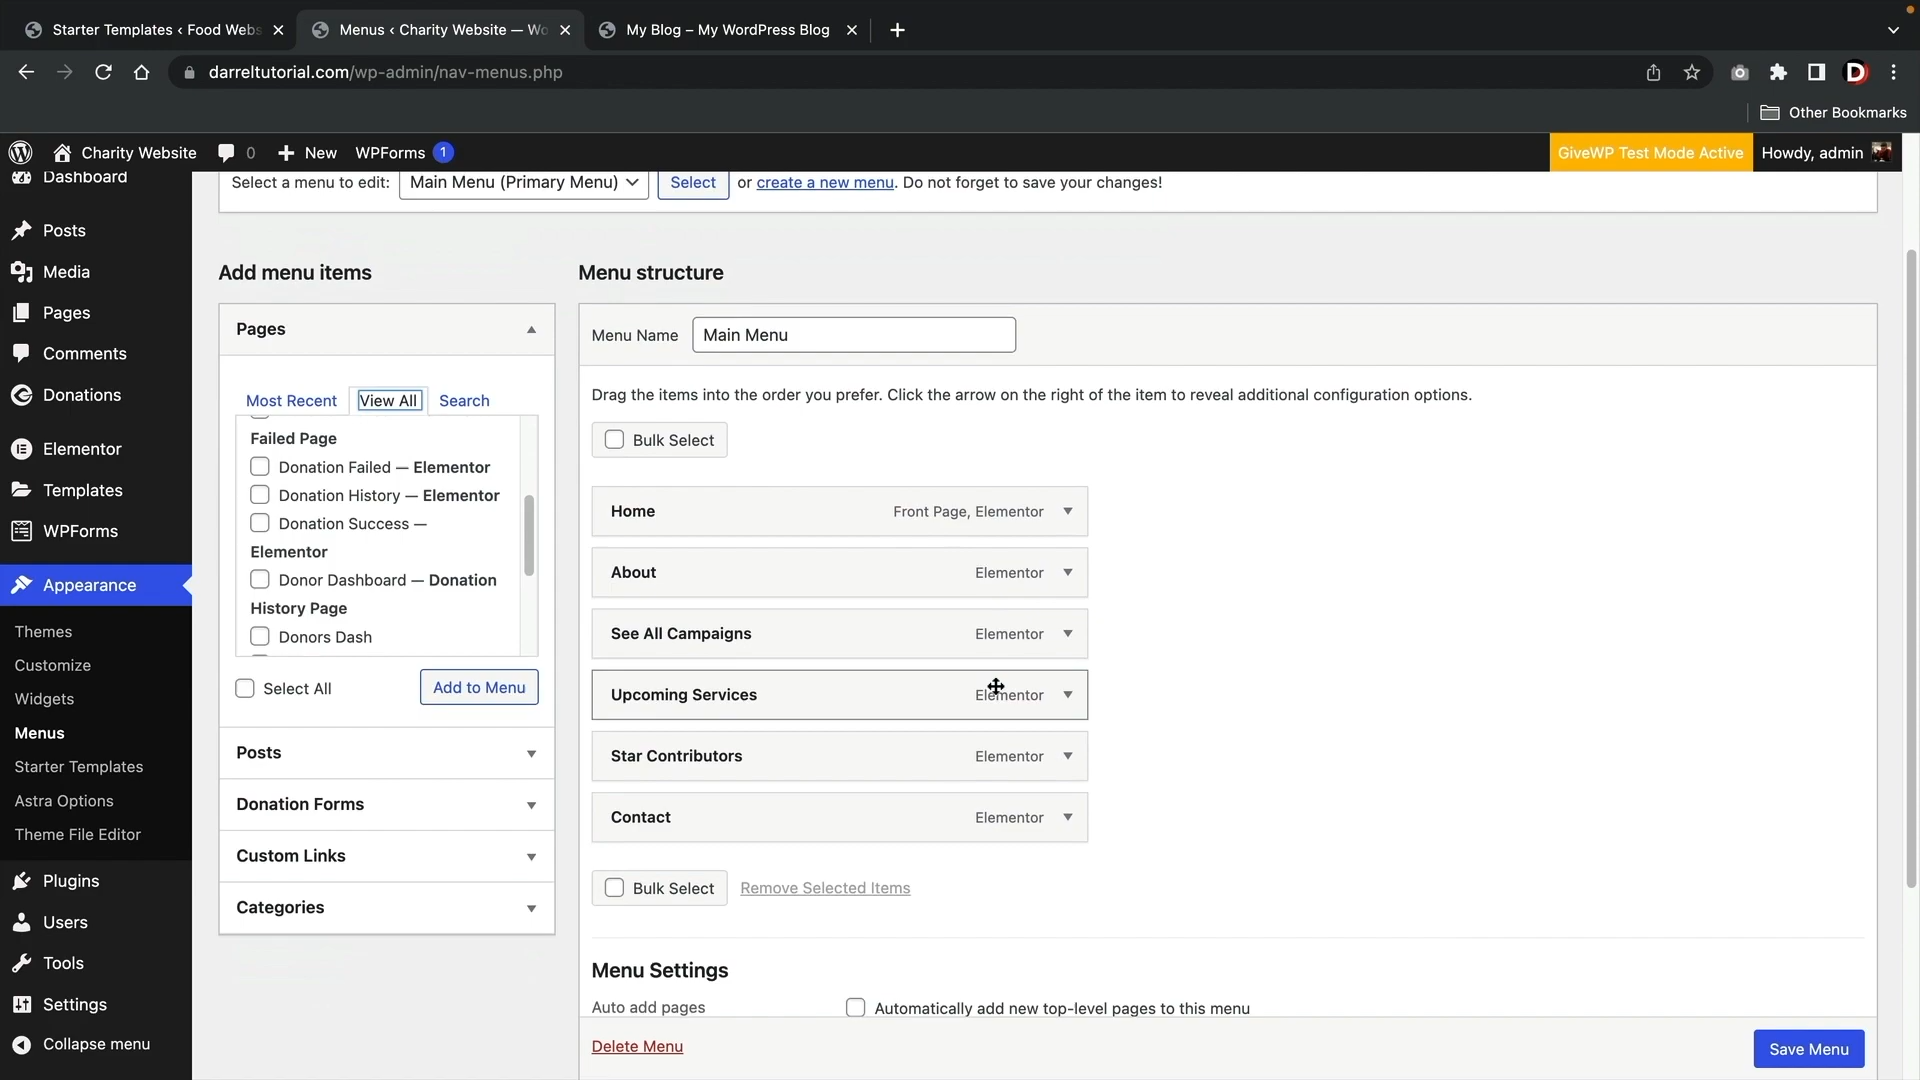 Starter Templates ‹ Food Webs
Menus ‹ Charity Website — Wo
My Blog – My WordPress Blog
darreltutorial.com/wp-admin/nav-menus.php
D
Other Bookmarks
Charity Website 0 New WPForms 1
GiveWP Test Mode Active Howdy, admin
Dashboard
Posts
Media
Pages
Comments
Donations
Elementor
Templates
WPForms
Appearance
Themes
Customize
Widgets
Menus
Starter Templates
Astra Options
Theme File Editor
Plugins
Users
Tools
Settings
Collapse menu
Select a menu to edit: Main Menu (Primary Menu) Select or create a new menu. Do not forget to save your changes!
Add menu items
Pages
Most Recent View All Search
Failed Page
Donation Failed — Elementor
Donation History — Elementor
Donation Success —
Elementor
Donor Dashboard — Donation
History Page
Donors Dash
Select All Add to Menu
Posts
Donation Forms
Custom Links
Categories
Menu structure
Menu Name Main Menu
Drag the items into the order you prefer. Click the arrow on the right of the item to reveal additional configuration options.
Bulk Select
Home Front Page, Elementor
About Elementor
See All Campaigns Elementor
Upcoming Services Elementor
Star Contributors Elementor
Contact Elementor
Bulk Select Remove Selected Items
Menu Settings
Auto add pages Automatically add new top-level pages to this menu
Delete Menu Save Menu